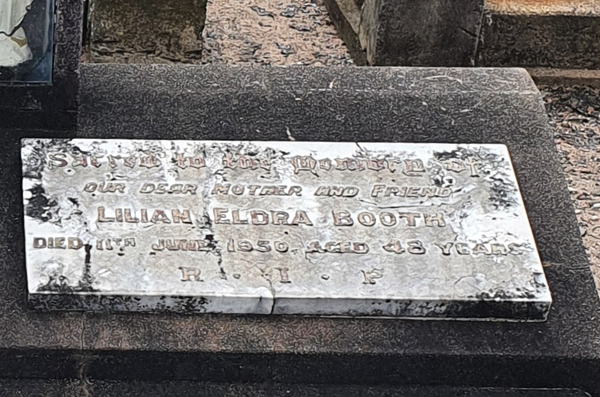 Sacred to the Memory of
OUR DEAR MOTHER AND FRIEND
LILIAN ELDRA BOOTH
DIED 11TH JUNE 1950, AGED 48 YEARS
R. I. P